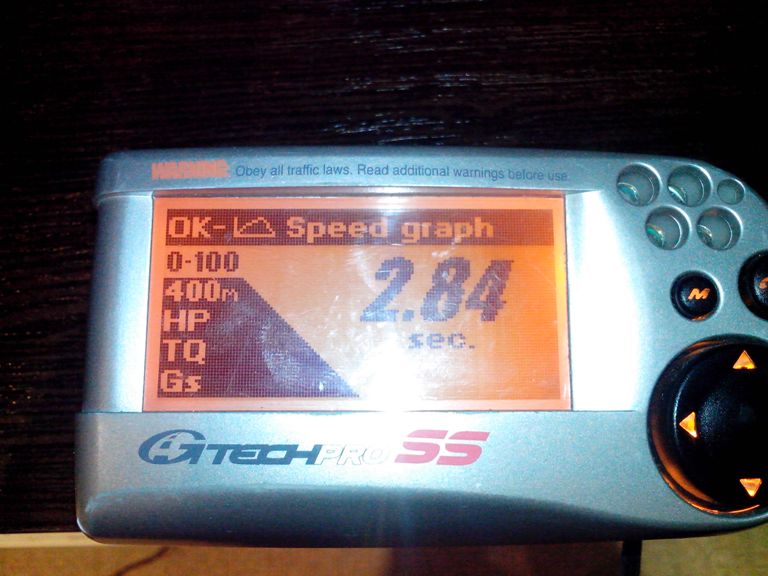 WARNING Obey all traffic laws. Read additional warnings before use.
OK- Speed graph
0-100
2.84
400m
sec.
HP
TQ
Gs
M
GTECHPRO SS